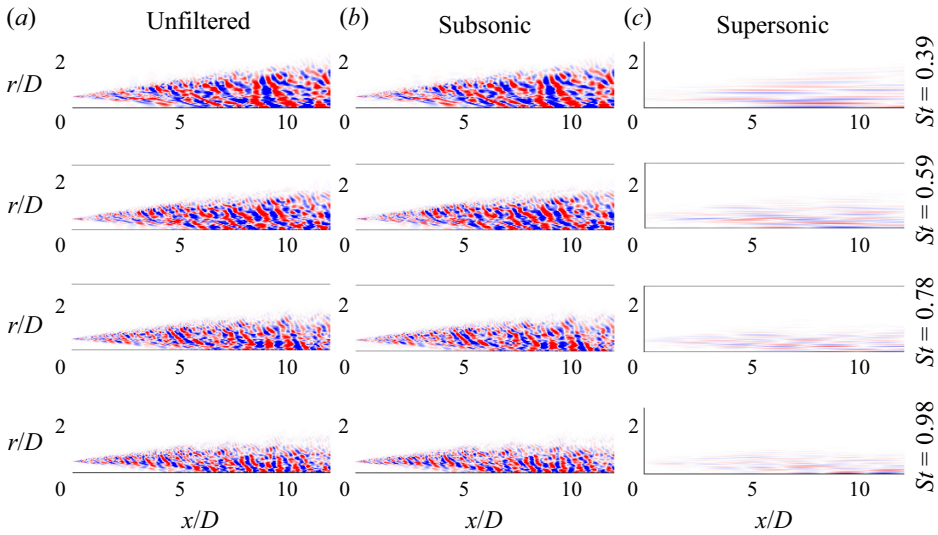 (a) Unfiltered (b) Subsonic (c) Supersonic
2 2 2
r/D St = 0.39
0 5 10 0 5 10 0 5 10
2 2 2
r/D St = 0.59
0 5 10 0 5 10 0 5 10
2 2 2
r/D St = 0.78
0 5 10 0 5 10 0 5 10
2 2 2
r/D St = 0.98
0 5 10 0 5 10 0 5 10
x/D x/D x/D